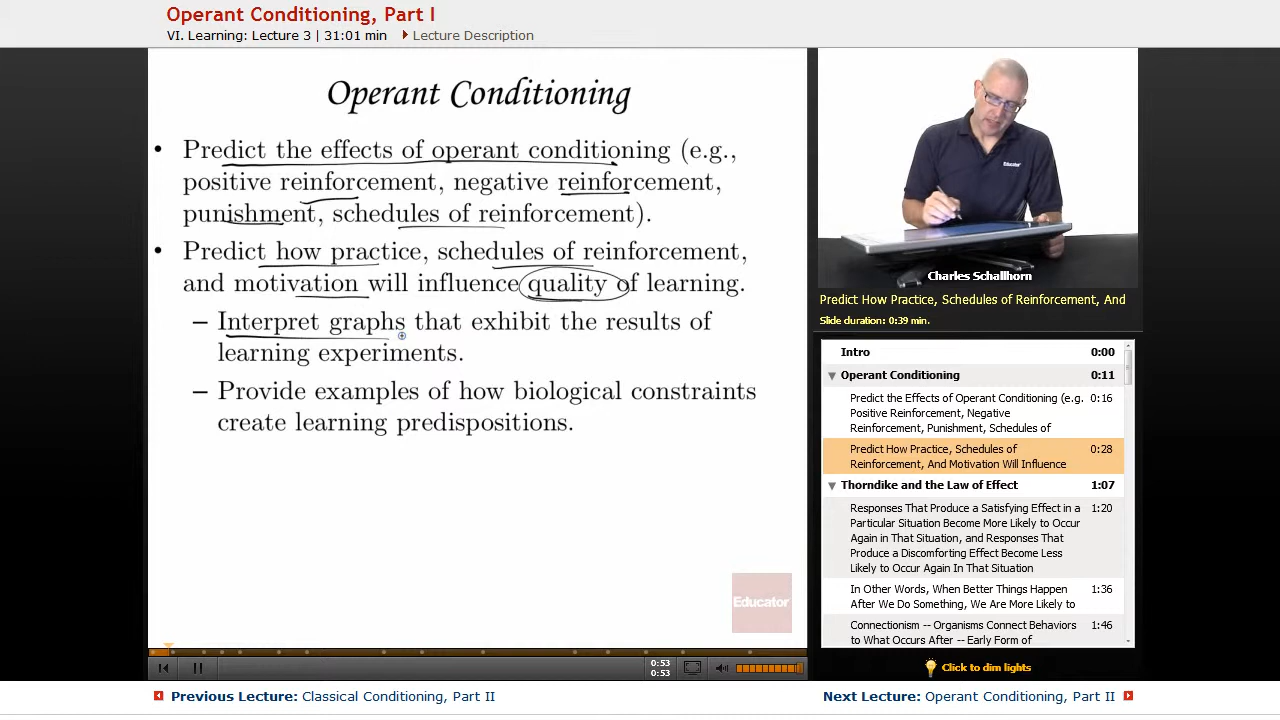 Operant Conditioning, Part I
VI. Learning: Lecture 3 | 31:01 min
Lecture Description
Operant Conditioning
• Predict the effects of operant conditioning (e.g.,
positive reinforcement, negative reinforcement,
punishment, schedules of reinforcement).
• Predict how practice, schedules of reinforcement,
and motivation will influence quality of learning.
– Interpret graphs that exhibit the results of
learning experiments.
– Provide examples of how biological constraints
create learning predispositions.
Educator
0:53
0:53
Educator
Charles Schallhorn
Predict How Practice, Schedules of Reinforcement, And
Slide duration: 0:39 min.
Intro 0:00
Operant Conditioning 0:11
Predict the Effects of Operant Conditioning (e.g. 0:16
Positive Reinforcement, Negative
Reinforcement, Punishment, Schedules of
Predict How Practice, Schedules of 0:28
Reinforcement, And Motivation Will Influence
Thorndike and the Law of Effect 1:07
Responses That Produce a Satisfying Effect in a 1:20
Particular Situation Become More Likely to Occur
Again in That Situation, and Responses That
Produce a Discomforting Effect Become Less
Likely to Occur Again In That Situation
In Other Words, When Better Things Happen 1:36
After We Do Something, We Are More Likely to
Connectionism -- Organisms Connect Behaviors 1:46
to What Occurs After -- Early Form of
Click to dim lights
Previous Lecture: Classical Conditioning, Part II
Next Lecture: Operant Conditioning, Part II